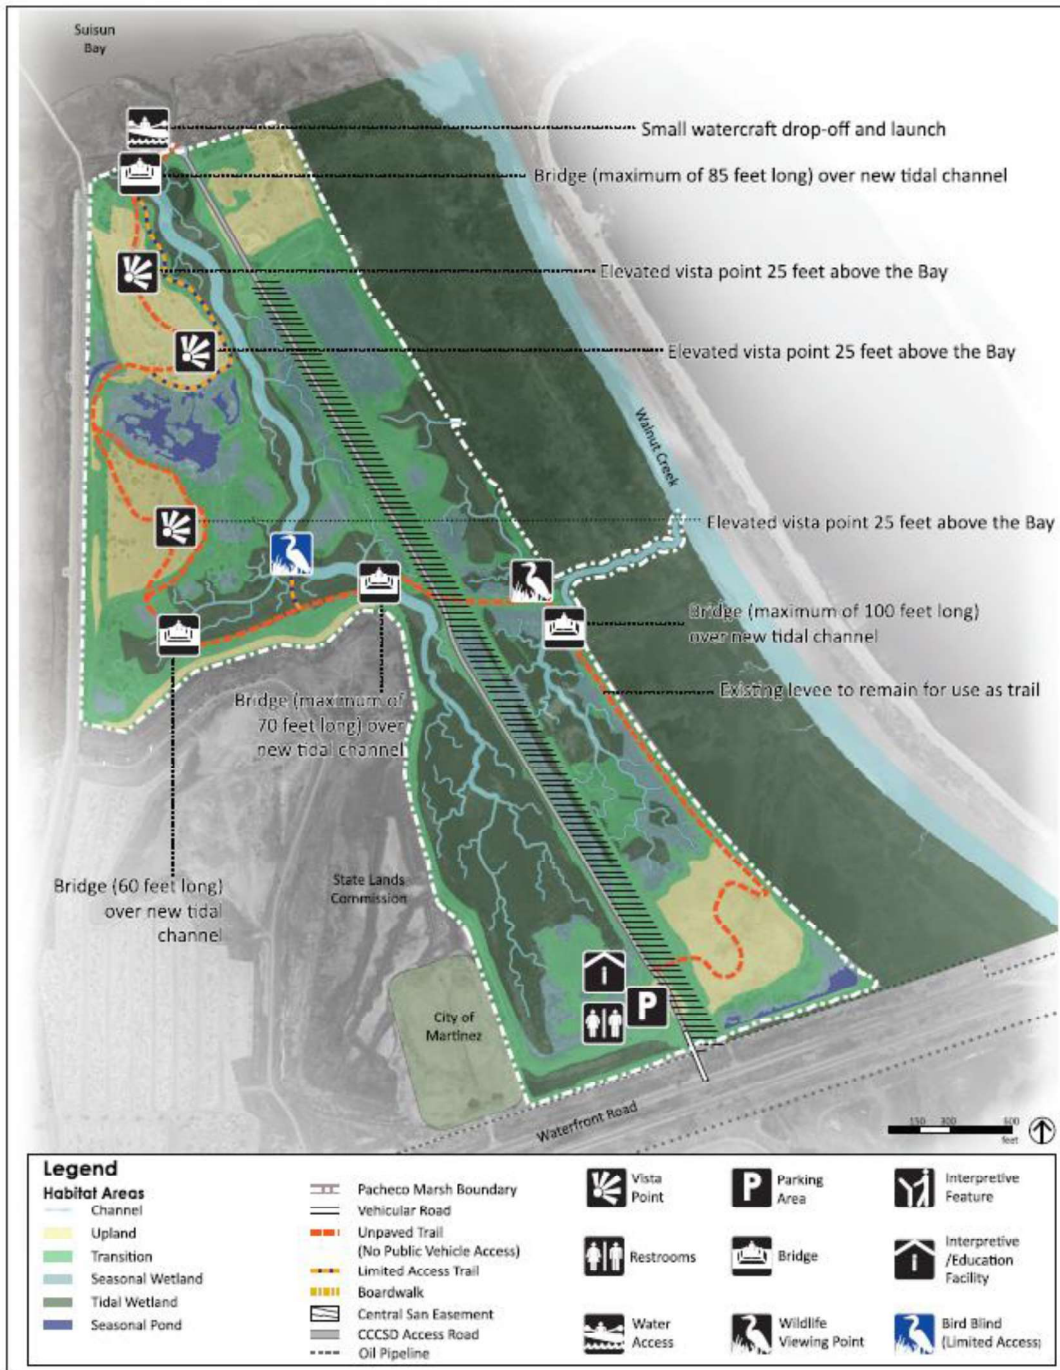 Suisun
Bay
Small watercraft drop-off and launch
Bridge (maximum of 85 feet long) over new tidal channel
Elevated vista point 25 feet above the Bay
Elevated vista point 25 feet above the Bay
Walnut Creek
Elevated vista point 25 feet above the Bay
Bridge (maximum of 100 feet long)
over new tidal channel
Existing levee to remain for use as trail
Bridge (maximum of
70 feet long) over
new tidal channel
Bridge (60 feet long)
over new tidal
channel
State Lands
Commission
i
P
City of
Martinez
Waterfront Road
150 300 600
feet
Legend
Habitat Areas
Channel
Upland
Transition
Seasonal Wetland
Tidal Wetland
Seasonal Pond
Pacheco Marsh Boundary
Vehicular Road
Unpaved Trail
(No Public Vehicle Access)
Limited Access Trail
Boardwalk
Central San Easement
CCCSD Access Road
Oil Pipeline
Vista
Point
Restrooms
Water
Access
P
Parking
Area
Bridge
Wildlife
Viewing Point
Interpretive
Feature
i
Interpretive
/Education
Facility
Bird Blind
(Limited Access)